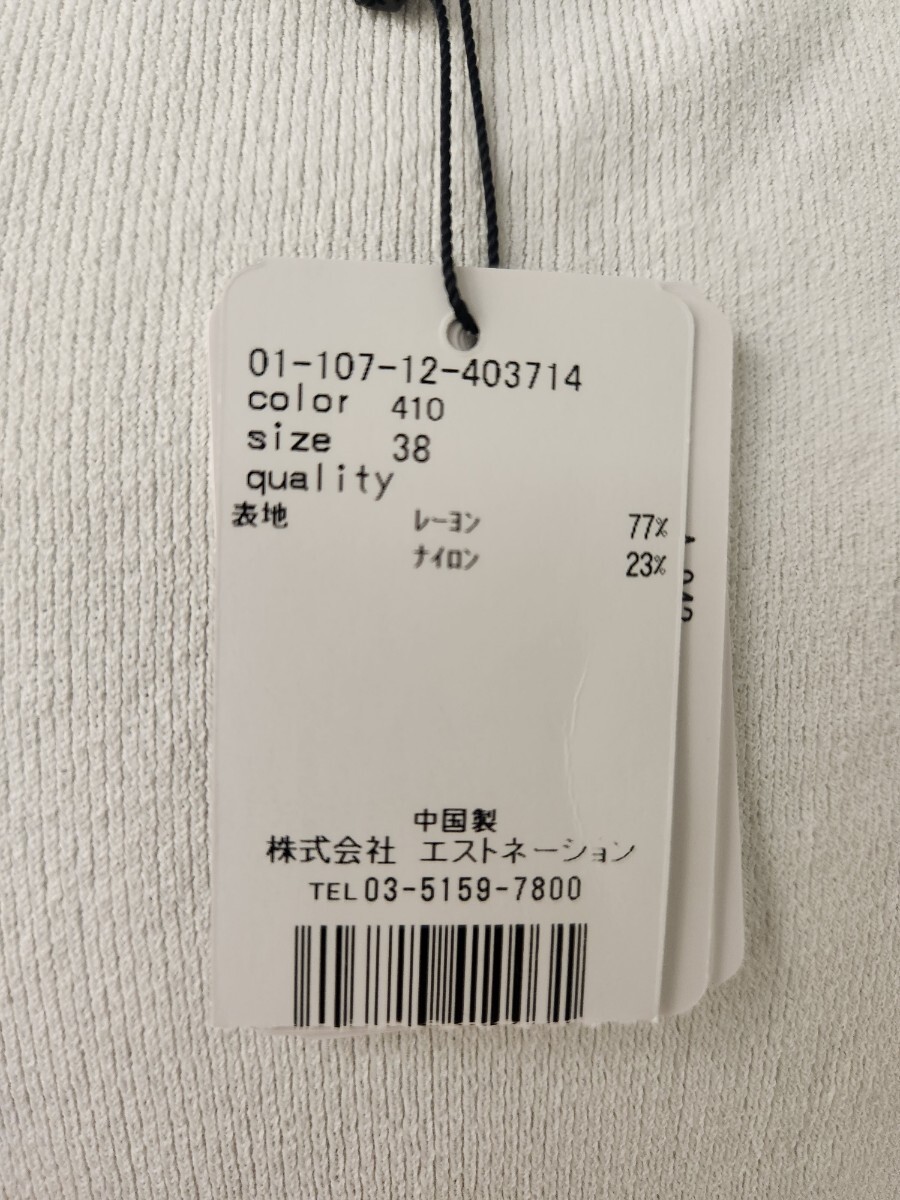 01-107-12-403714
color 410
size 38
quality
表地 ﾚｰﾖﾝ 77%
ﾅｲﾛﾝ 23%
中国製
株式会社 エストネーション
TEL 03-5159-7800